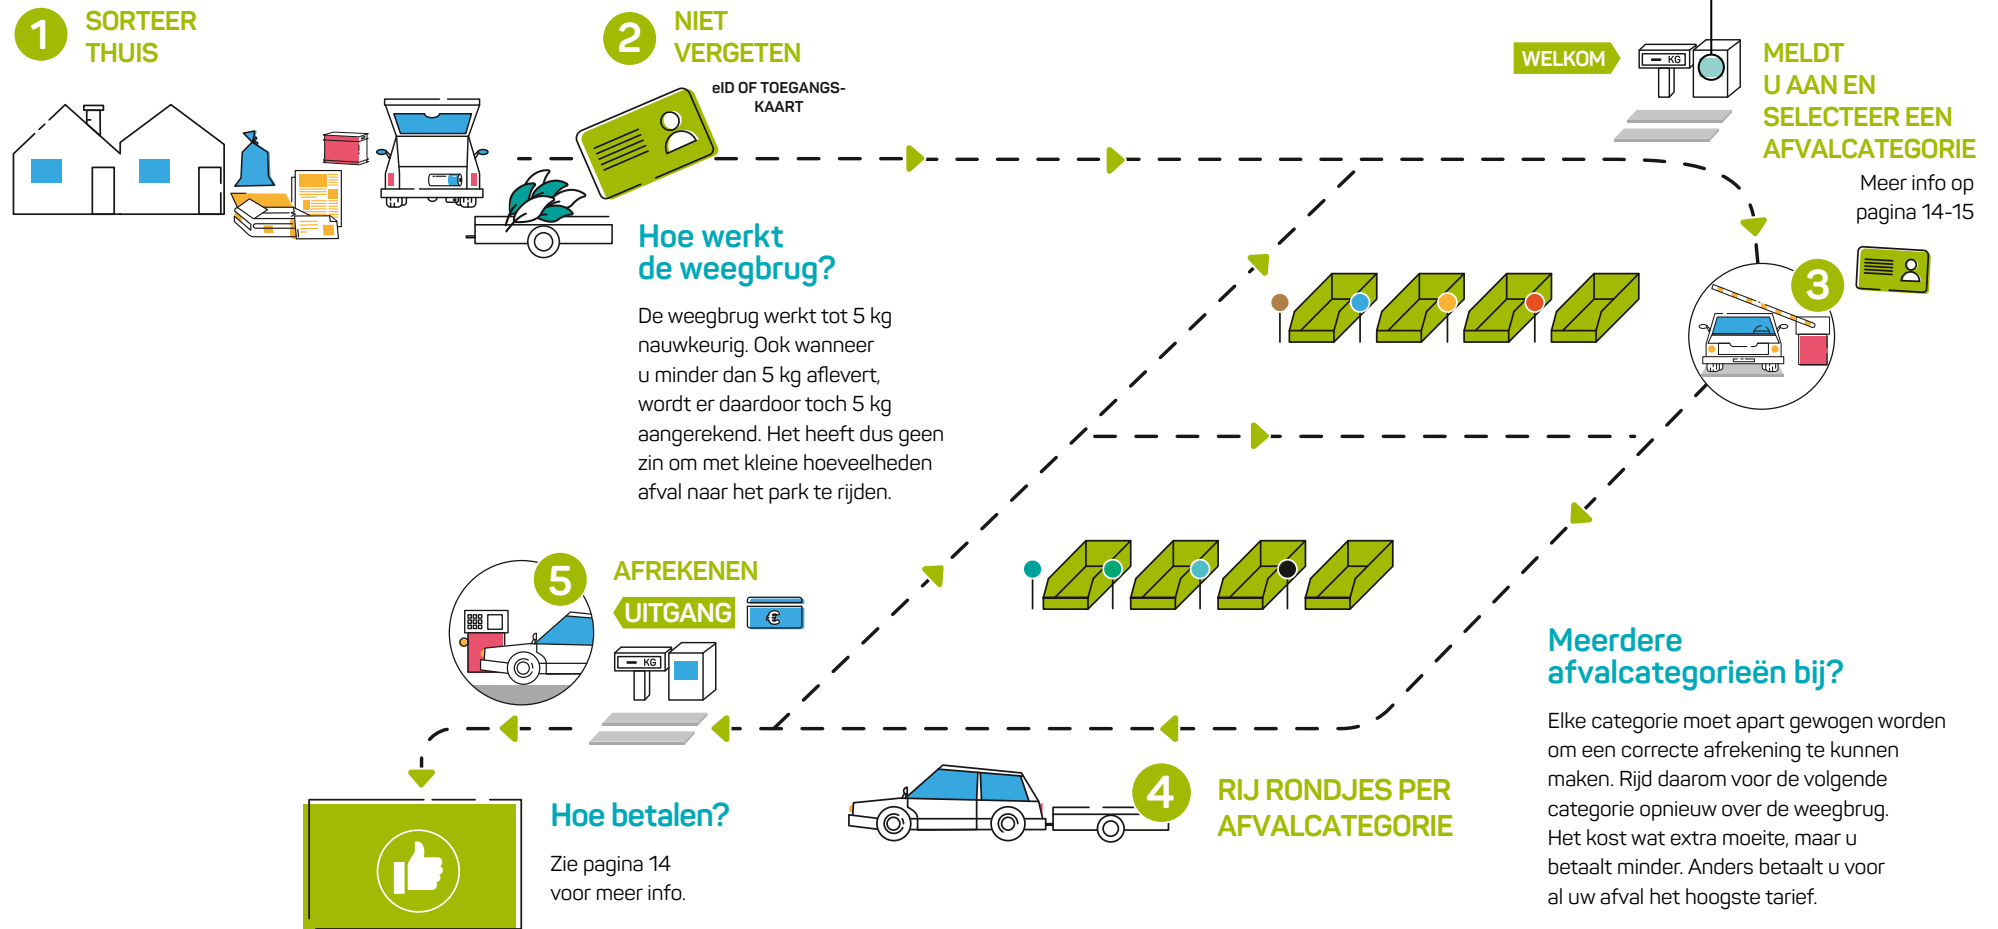 1
SORTEER
THUIS
2
NIET
VERGETEN
eID OF TOEGANGS-
KAART
WELKOM
- KG
MELDT
U AAN EN
SELECTEER EEN
AFVALCATEGORIE
Meer info op
pagina 14-15
3
Hoe werkt
de weegbrug?
De weegbrug werkt tot 5 kg
nauwkeurig. Ook wanneer
u minder dan 5 kg aflevert,
wordt er daardoor toch 5 kg
aangerekend. Het heeft dus geen
zin om met kleine hoeveelheden
afval naar het park te rijden.
5
AFREKENEN
UITGANG
€
- KG
Hoe betalen?
Zie pagina 14
voor meer info.
4
RIJ RONDJES PER
AFVALCATEGORIE
Meerdere
afvalcategorieën bij?
Elke categorie moet apart gewogen worden
om een correcte afrekening te kunnen
maken. Rijd daarom voor de volgende
categorie opnieuw over de weegbrug.
Het kost wat extra moeite, maar u
betaalt minder. Anders betaalt u voor
al uw afval het hoogste tarief.